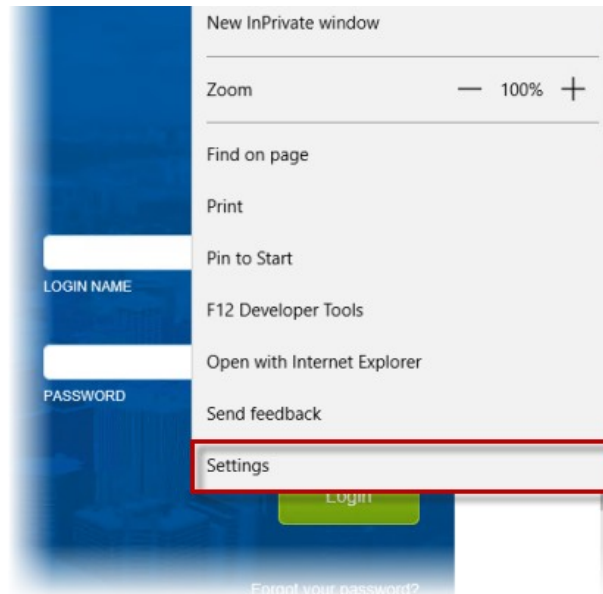 New InPrivate window
Zoom — 100% +
Find on page
Print
Pin to Start
LOGIN NAME
F12 Developer Tools
Open with Internet Explorer
PASSWORD
Send feedback
Settings
Login
Forgot your password?